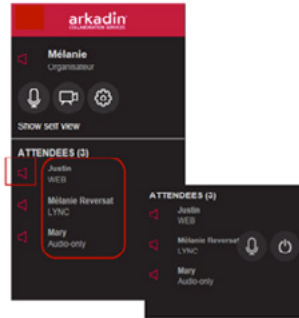 arkadin
COLLABORATION SERVICES
Mélanie
Organisateur
Show self view
ATTENDEES (3)
Justin
WEB
Mélanie Reversat
LYNC
Mary
Audio-only
ATTENDEES (3)
Justin
WEB
Mélanie Reversat
LYNC
Mary
Audio-only